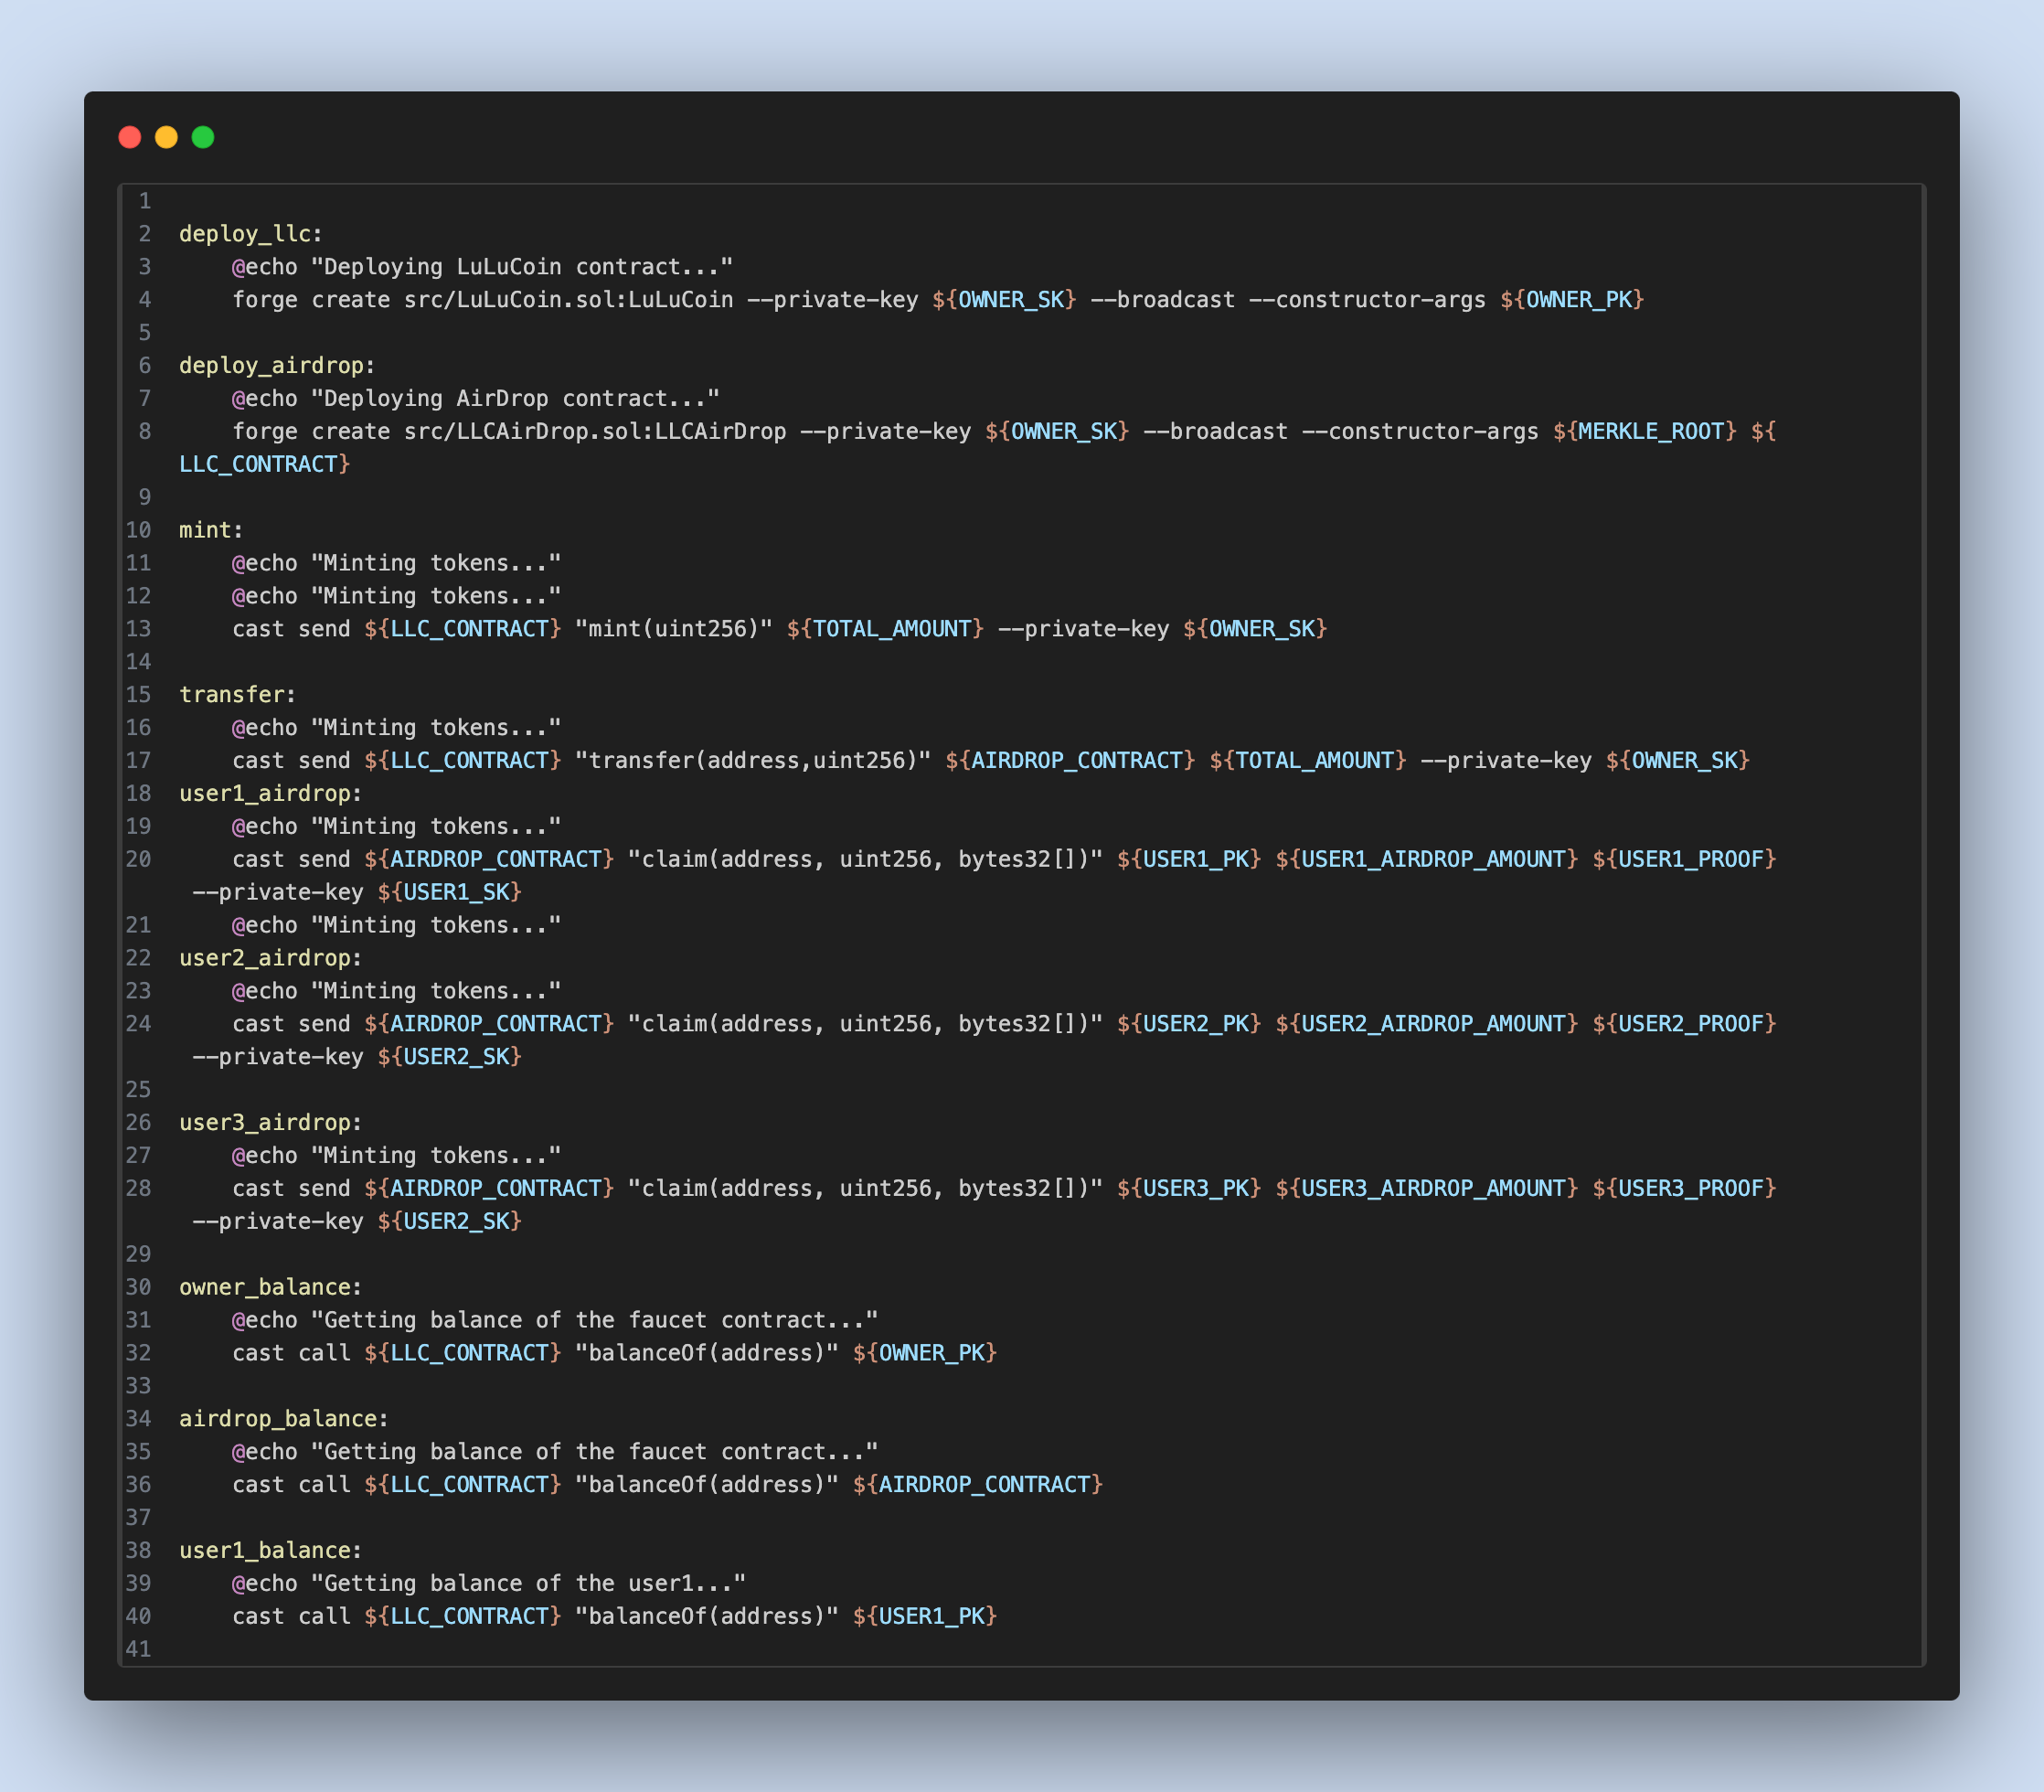 1
2 deploy_llc:
3     @echo "Deploying LuLuCoin contract..."
4     forge create src/LuLuCoin.sol:LuLuCoin --private-key ${OWNER_SK} --broadcast --constructor-args ${OWNER_PK}
5
6 deploy_airdrop:
7     @echo "Deploying AirDrop contract..."
8     forge create src/LLCAirDrop.sol:LLCAirDrop --private-key ${OWNER_SK} --broadcast --constructor-args ${MERKLE_ROOT} ${
LLC_CONTRACT}
9
10 mint:
11     @echo "Minting tokens..."
12     @echo "Minting tokens..."
13     cast send ${LLC_CONTRACT} "mint(uint256)" ${TOTAL_AMOUNT} --private-key ${OWNER_SK}
14
15 transfer:
16     @echo "Minting tokens..."
17     cast send ${LLC_CONTRACT} "transfer(address,uint256)" ${AIRDROP_CONTRACT} ${TOTAL_AMOUNT} --private-key ${OWNER_SK}
18 user1_airdrop:
19     @echo "Minting tokens..."
20     cast send ${AIRDROP_CONTRACT} "claim(address, uint256, bytes32[])" ${USER1_PK} ${USER1_AIRDROP_AMOUNT} ${USER1_PROOF}
 --private-key ${USER1_SK}
21     @echo "Minting tokens..."
22 user2_airdrop:
23     @echo "Minting tokens..."
24     cast send ${AIRDROP_CONTRACT} "claim(address, uint256, bytes32[])" ${USER2_PK} ${USER2_AIRDROP_AMOUNT} ${USER2_PROOF}
 --private-key ${USER2_SK}
25
26 user3_airdrop:
27     @echo "Minting tokens..."
28     cast send ${AIRDROP_CONTRACT} "claim(address, uint256, bytes32[])" ${USER3_PK} ${USER3_AIRDROP_AMOUNT} ${USER3_PROOF}
 --private-key ${USER2_SK}
29
30 owner_balance:
31     @echo "Getting balance of the faucet contract..."
32     cast call ${LLC_CONTRACT} "balanceOf(address)" ${OWNER_PK}
33
34 airdrop_balance:
35     @echo "Getting balance of the faucet contract..."
36     cast call ${LLC_CONTRACT} "balanceOf(address)" ${AIRDROP_CONTRACT}
37
38 user1_balance:
39     @echo "Getting balance of the user1..."
40     cast call ${LLC_CONTRACT} "balanceOf(address)" ${USER1_PK}
41